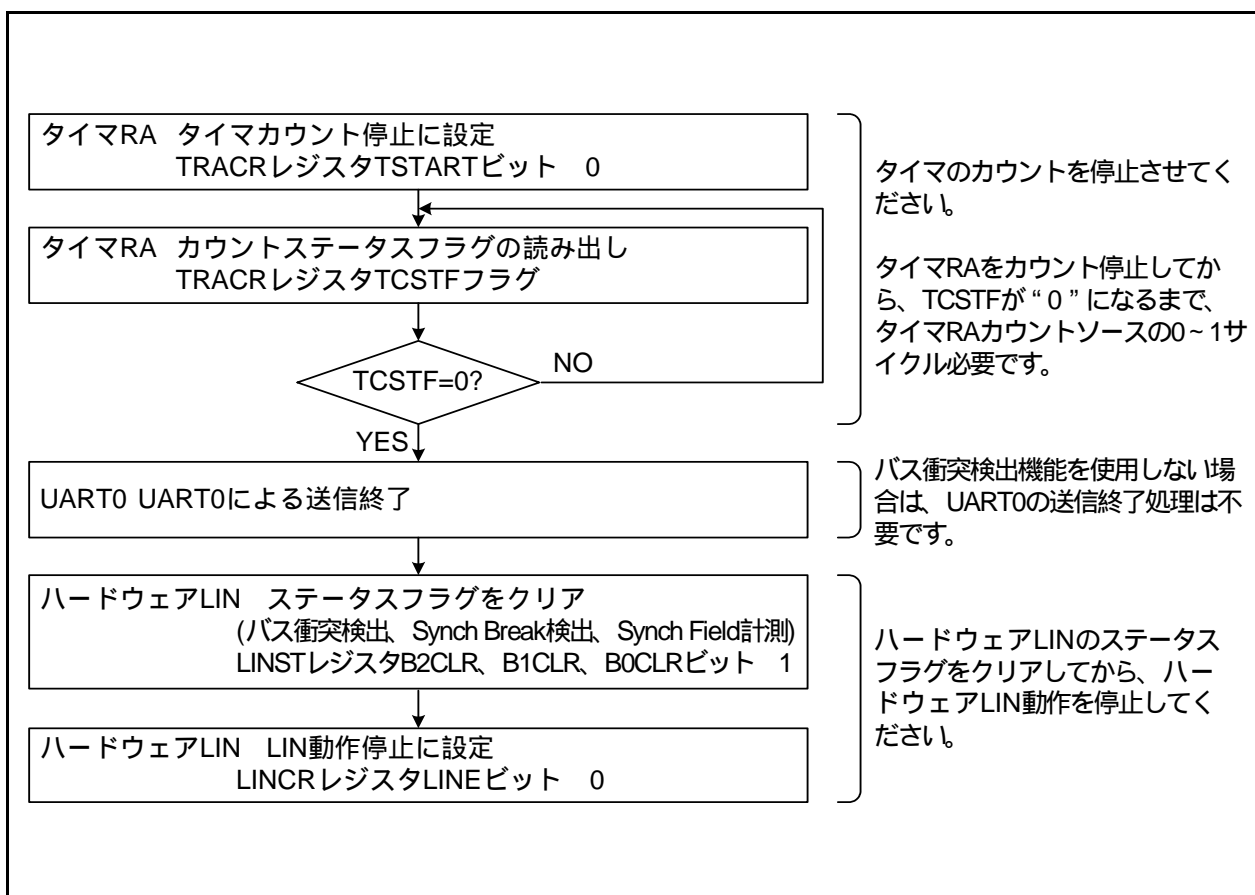 タイマRA タイマカウント停止に設定
TRACRレジスタTSTARTビット 0
タイマRA カウントステータスフラグの読み出し
TRACRレジスタTCSTFフラグ
TCSTF=0?
NO
YES
UART0 UART0による送信終了
ハードウェアLIN ステータスフラグをクリア
(バス衝突検出、Synch Break検出、Synch Field計測)
LINSTレジスタB2CLR、B1CLR、B0CLRビット 1
ハードウェアLIN LIN動作停止に設定
LINCRレジスタLINEビット 0
タイマのカウントを停止させてく
ださい。
タイマRAをカウント停止してか
ら、TCSTFが“0”になるまで、
タイマRAカウントソースの0~1サ
イクル必要です。
バス衝突検出機能を使用しない場
合は、UART0の送信終了処理は不
要です。
ハードウェアLINのステータス
フラグをクリアしてから、ハー
ドウェアLIN動作を停止してく
ださい。